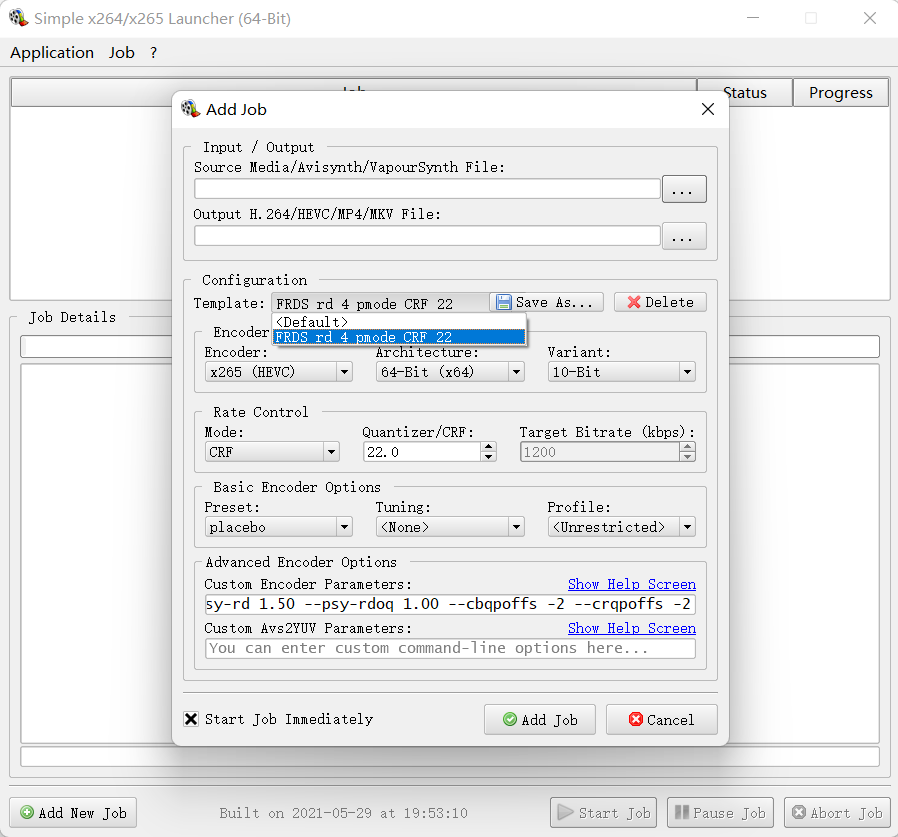 Simple x264/x265 Launcher (64-Bit)
Application Job ?
Status Progress
Add Job
Input / Output
Source Media/Avisynth/VapourSynth File:
...
Output H.264/HEVC/MP4/MKV File:
...
Configuration
Template: FRDS rd 4 pmode CRF 22 Save As... Delete
<Default>
FRDS rd 4 pmode CRF 22
Encoder
Encoder: Architecture: Variant:
x265 (HEVC) 64-Bit (x64) 10-Bit
Rate Control
Mode: Quantizer/CRF: Target Bitrate (kbps):
CRF 22.0 1200
Basic Encoder Options
Preset: Tuning: Profile:
placebo <None> <Unrestricted>
Advanced Encoder Options
Custom Encoder Parameters: Show Help Screen
sy-rd 1.50 --psy-rdoq 1.00 --cbqpoffs -2 --crqpoffs -2
Custom Avs2YUV Parameters: Show Help Screen
You can enter custom command-line options here...
Start Job Immediately Add Job Cancel
Job Details
Add New Job Built on 2021-05-29 at 19:53:10 Start Job Pause Job Abort Job